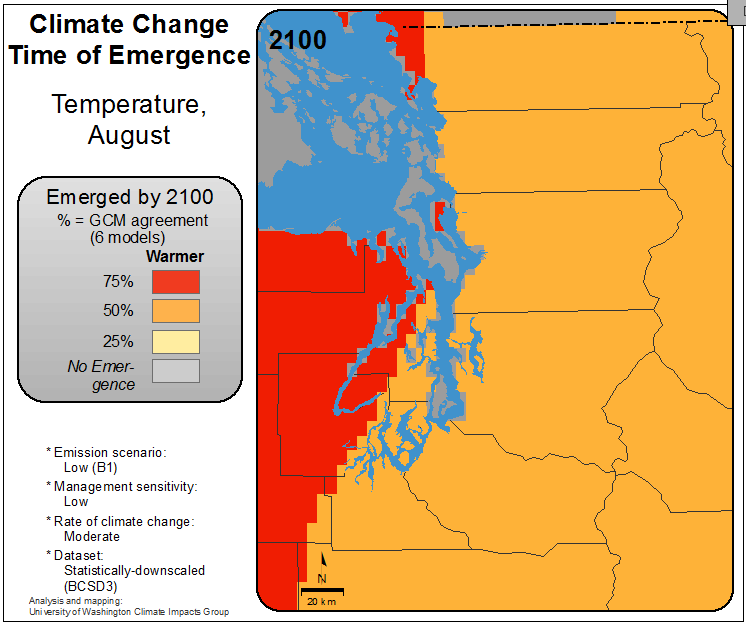 Climate Change
Time of Emergence
2100
Temperature,
August
Emerged by 2100
% = GCM agreement
(6 models)
Warmer
75%
50%
25%
No Emer-
gence
* Emission scenario:
Low (B1)
* Management sensitivity:
Low
* Rate of climate change:
Moderate
* Dataset:
Statistically-downscaled
(BCSD3)
Analysis and mapping:
University of Washington Climate Impacts Group
N
20 km